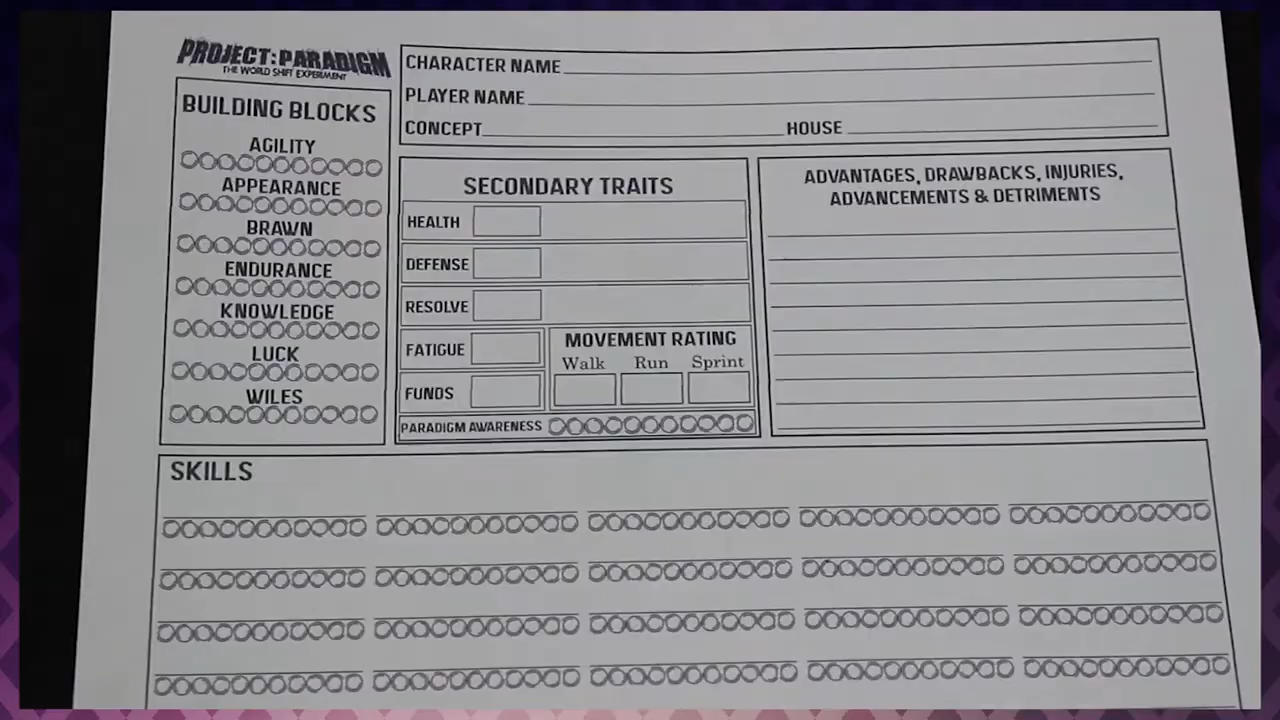 PROJECT: PARADIGM
THE WORLD SHIFT EXPERIMENT
CHARACTER NAME
PLAYER NAME
CONCEPT HOUSE
BUILDING BLOCKS
AGILITY
APPEARANCE
BRAWN
ENDURANCE
KNOWLEDGE
LUCK
WILES
SECONDARY TRAITS
HEALTH
DEFENSE
RESOLVE
FATIGUE
FUNDS
MOVEMENT RATING
Walk Run Sprint
PARADIGM AWARENESS
ADVANTAGES, DRAWBACKS, INJURIES,
ADVANCEMENTS & DETRIMENTS
SKILLS